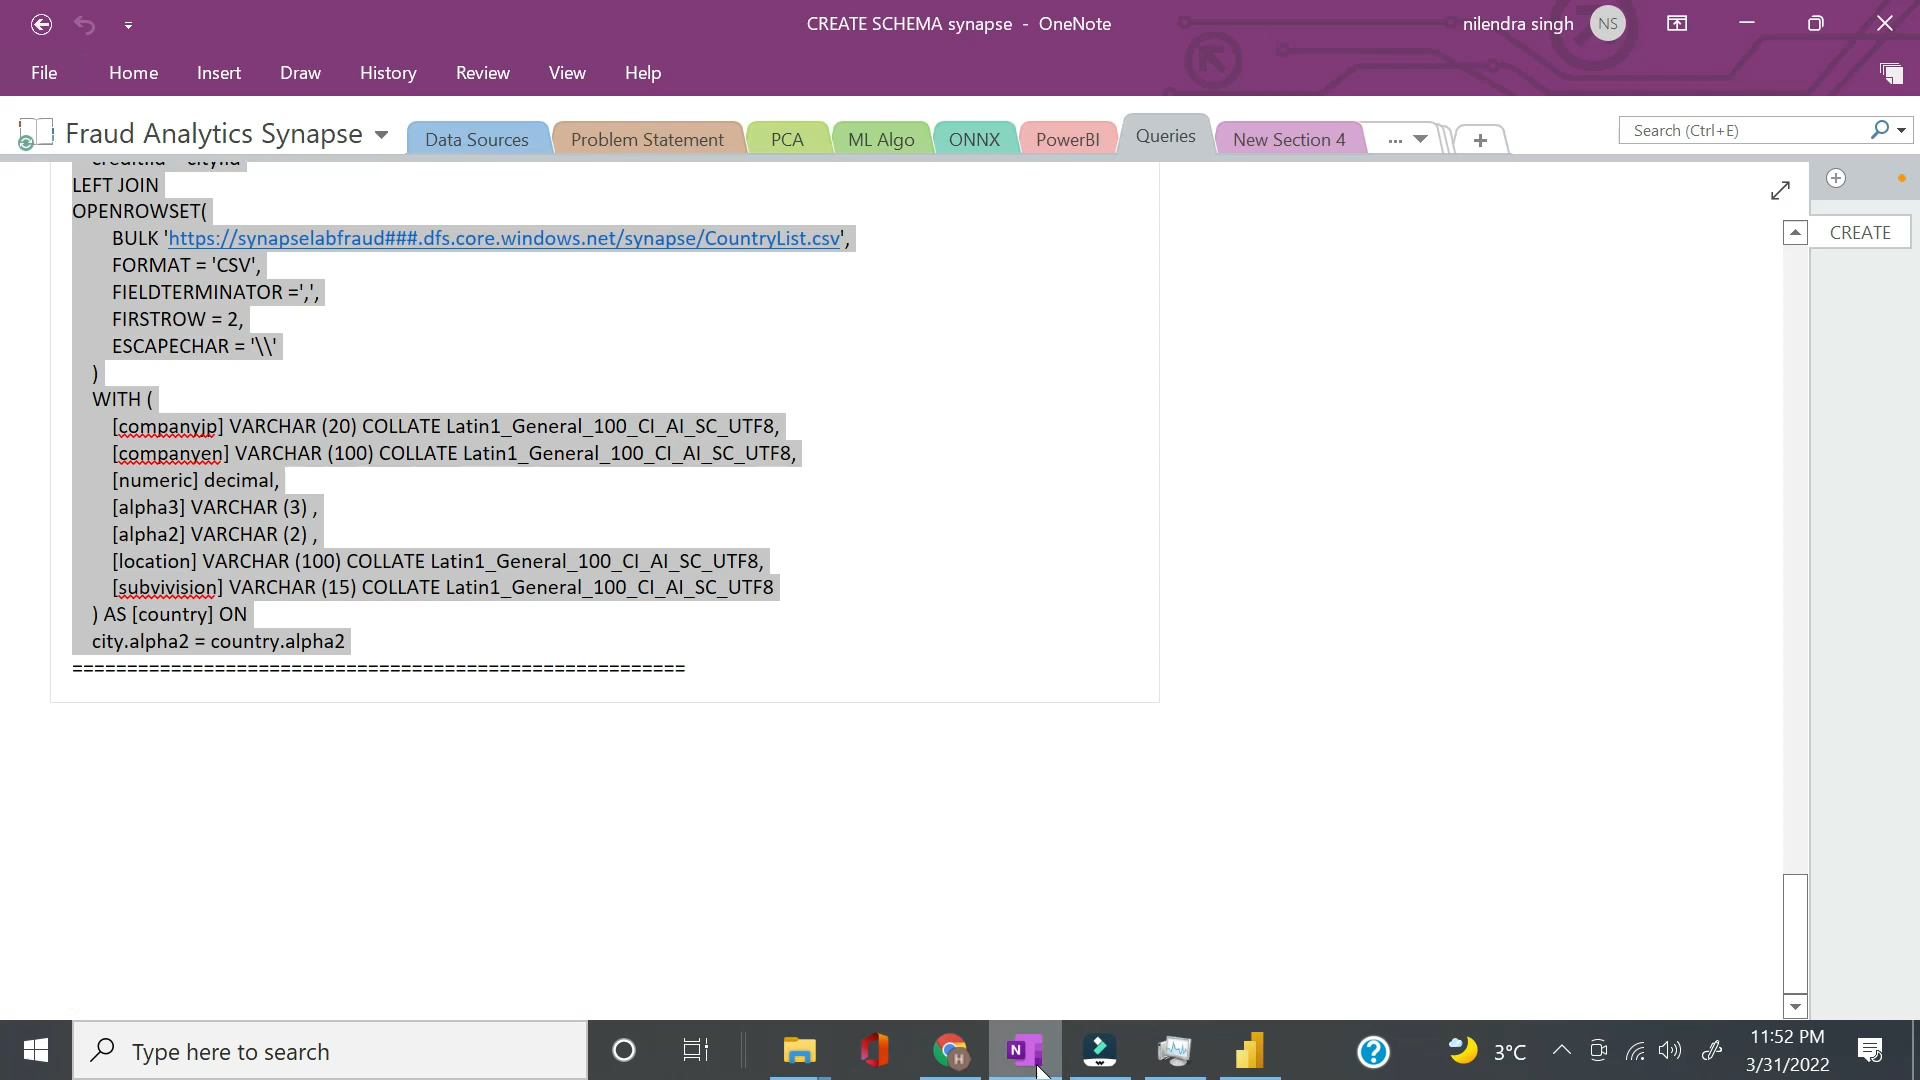 CREATE SCHEMA synapse - OneNote
nilendra singh NS
File Home Insert Draw History Review View Help
Fraud Analytics Synapse Data Sources Problem Statement PCA ML Algo ONNX PowerBI Queries New Section 4 ... + Search (Ctrl+E)
CREATE
LEFT JOIN
OPENROWSET(
BULK 'https://synapselabfraud###.dfs.core.windows.net/synapse/CountryList.csv',
FORMAT = 'CSV',
FIELDTERMINATOR =',',
FIRSTROW = 2,
ESCAPECHAR = '\\'
)
WITH (
[companyjp] VARCHAR (20) COLLATE Latin1_General_100_CI_AI_SC_UTF8,
[companyen] VARCHAR (100) COLLATE Latin1_General_100_CI_AI_SC_UTF8,
[numeric] decimal,
[alpha3] VARCHAR (3) ,
[alpha2] VARCHAR (2) ,
[location] VARCHAR (100) COLLATE Latin1_General_100_CI_AI_SC_UTF8,
[subvivision] VARCHAR (15) COLLATE Latin1_General_100_CI_AI_SC_UTF8
) AS [country] ON
city.alpha2 = country.alpha2
========================================================
Type here to search
3°C
11:52 PM
3/31/2022